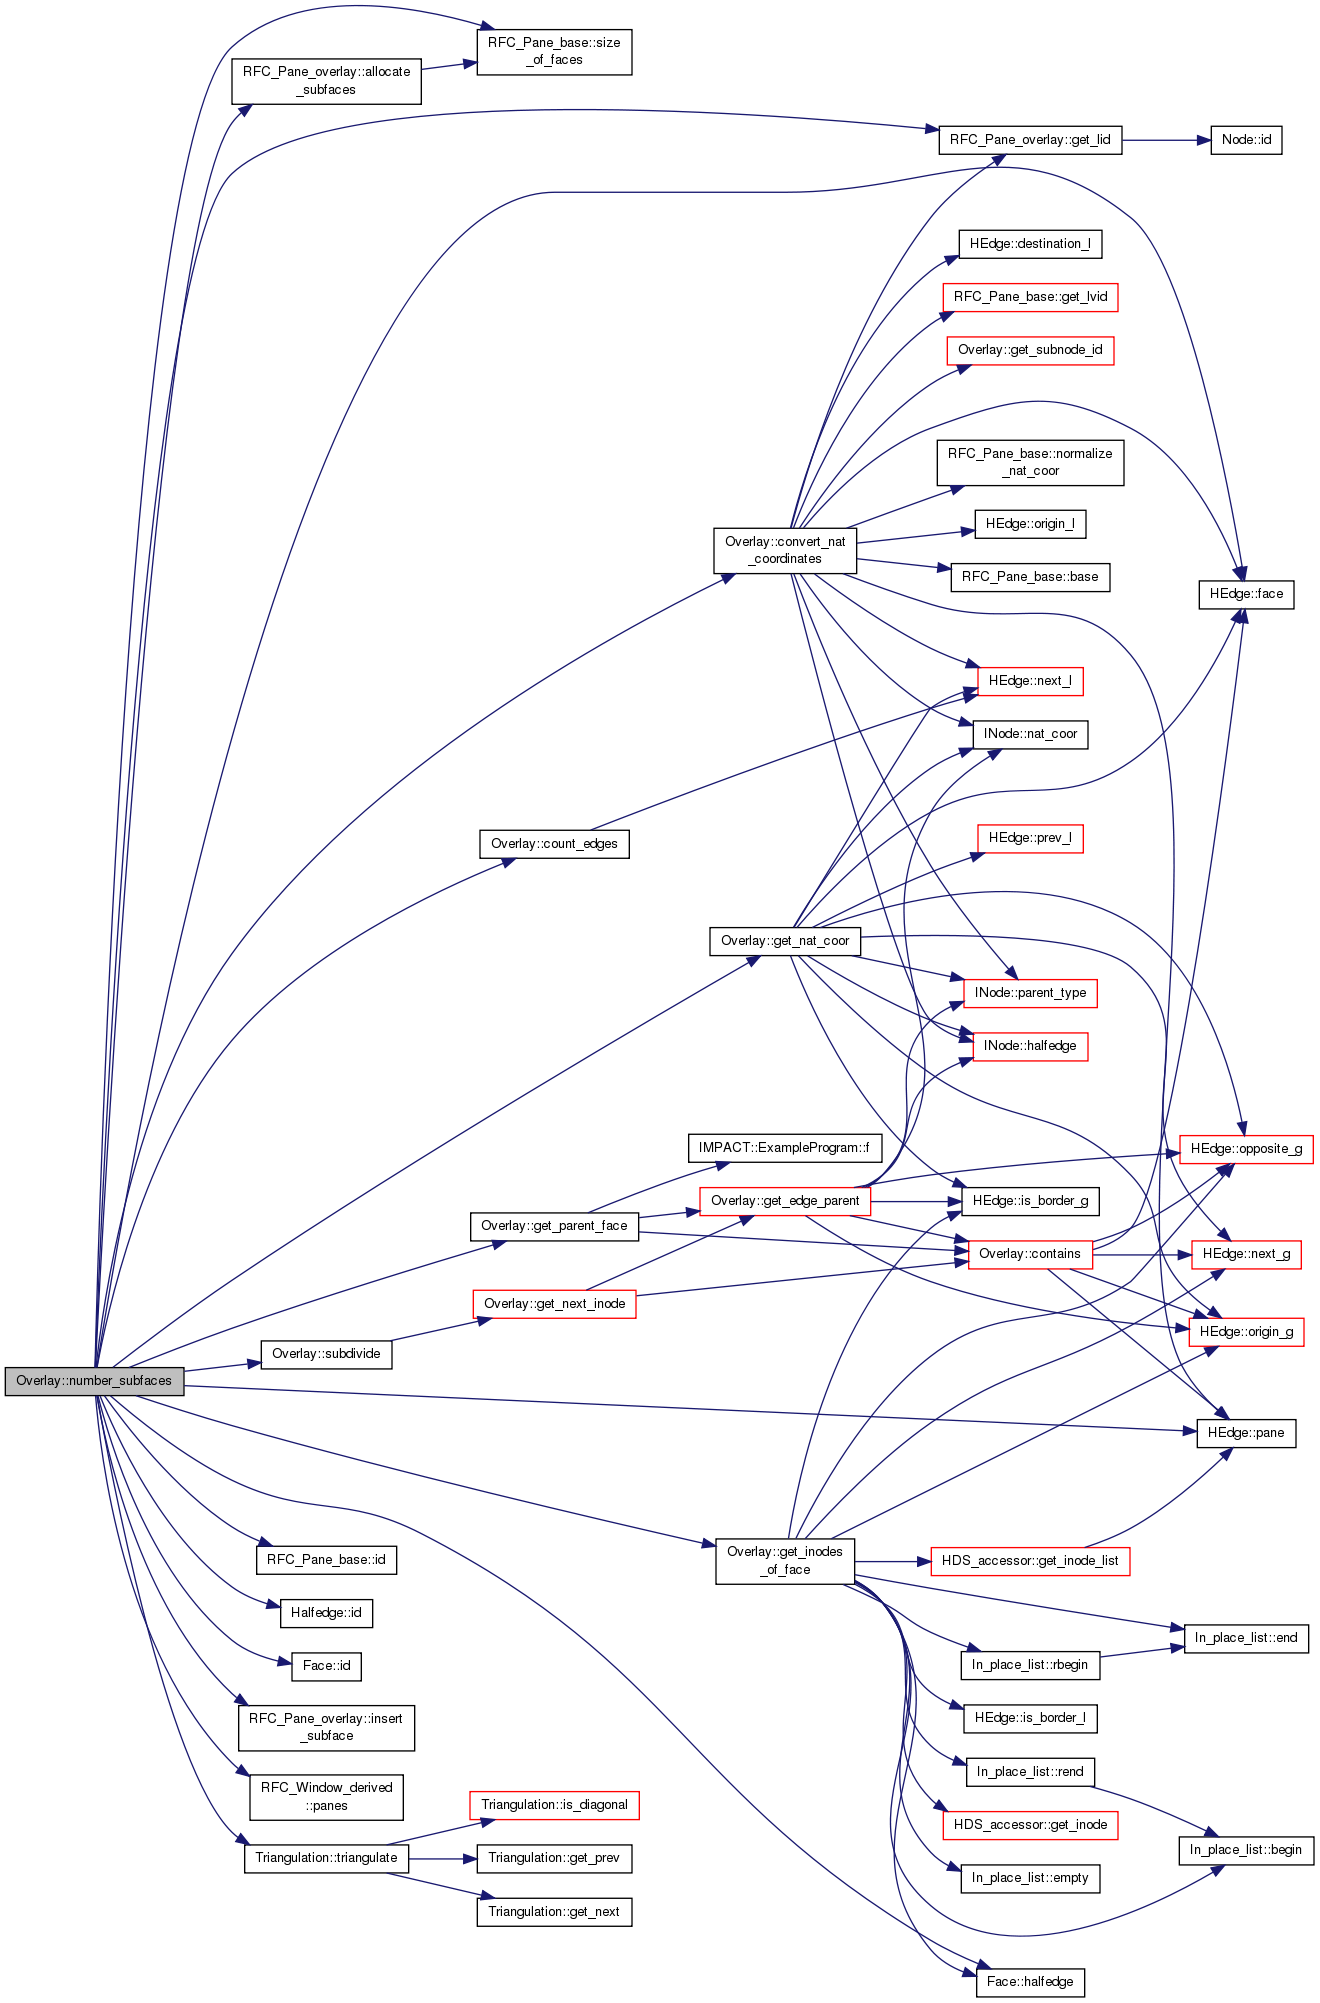 RFC_Pane_base::size
_of_faces
RFC_Pane_overlay::allocate
_subfaces
RFC_Pane_overlay::get_lid
Node::id
HEdge::destination_l
RFC_Pane_base::get_lvid
Overlay::get_subnode_id
RFC_Pane_base::normalize
_nat_coor
HEdge::origin_l
Overlay::convert_nat
_coordinates
RFC_Pane_base::base
HEdge::face
HEdge::next_l
INode::nat_coor
Overlay::count_edges
HEdge::prev_l
Overlay::get_nat_coor
INode::parent_type
INode::halfedge
IMPACT::ExampleProgram::f
HEdge::opposite_g
Overlay::get_edge_parent
HEdge::is_border_g
Overlay::get_parent_face
Overlay::contains
HEdge::next_g
Overlay::get_next_inode
HEdge::origin_g
Overlay::subdivide
Overlay::number_subfaces
HEdge::pane
Overlay::get_inodes
_of_face
HDS_accessor::get_inode_list
RFC_Pane_base::id
Halfedge::id
In_place_list::end
Face::id
In_place_list::rbegin
RFC_Pane_overlay::insert
_subface
HEdge::is_border_l
In_place_list::rend
RFC_Window_derived
::panes
Triangulation::is_diagonal
HDS_accessor::get_inode
In_place_list::begin
Triangulation::triangulate
Triangulation::get_prev
In_place_list::empty
Triangulation::get_next
Face::halfedge